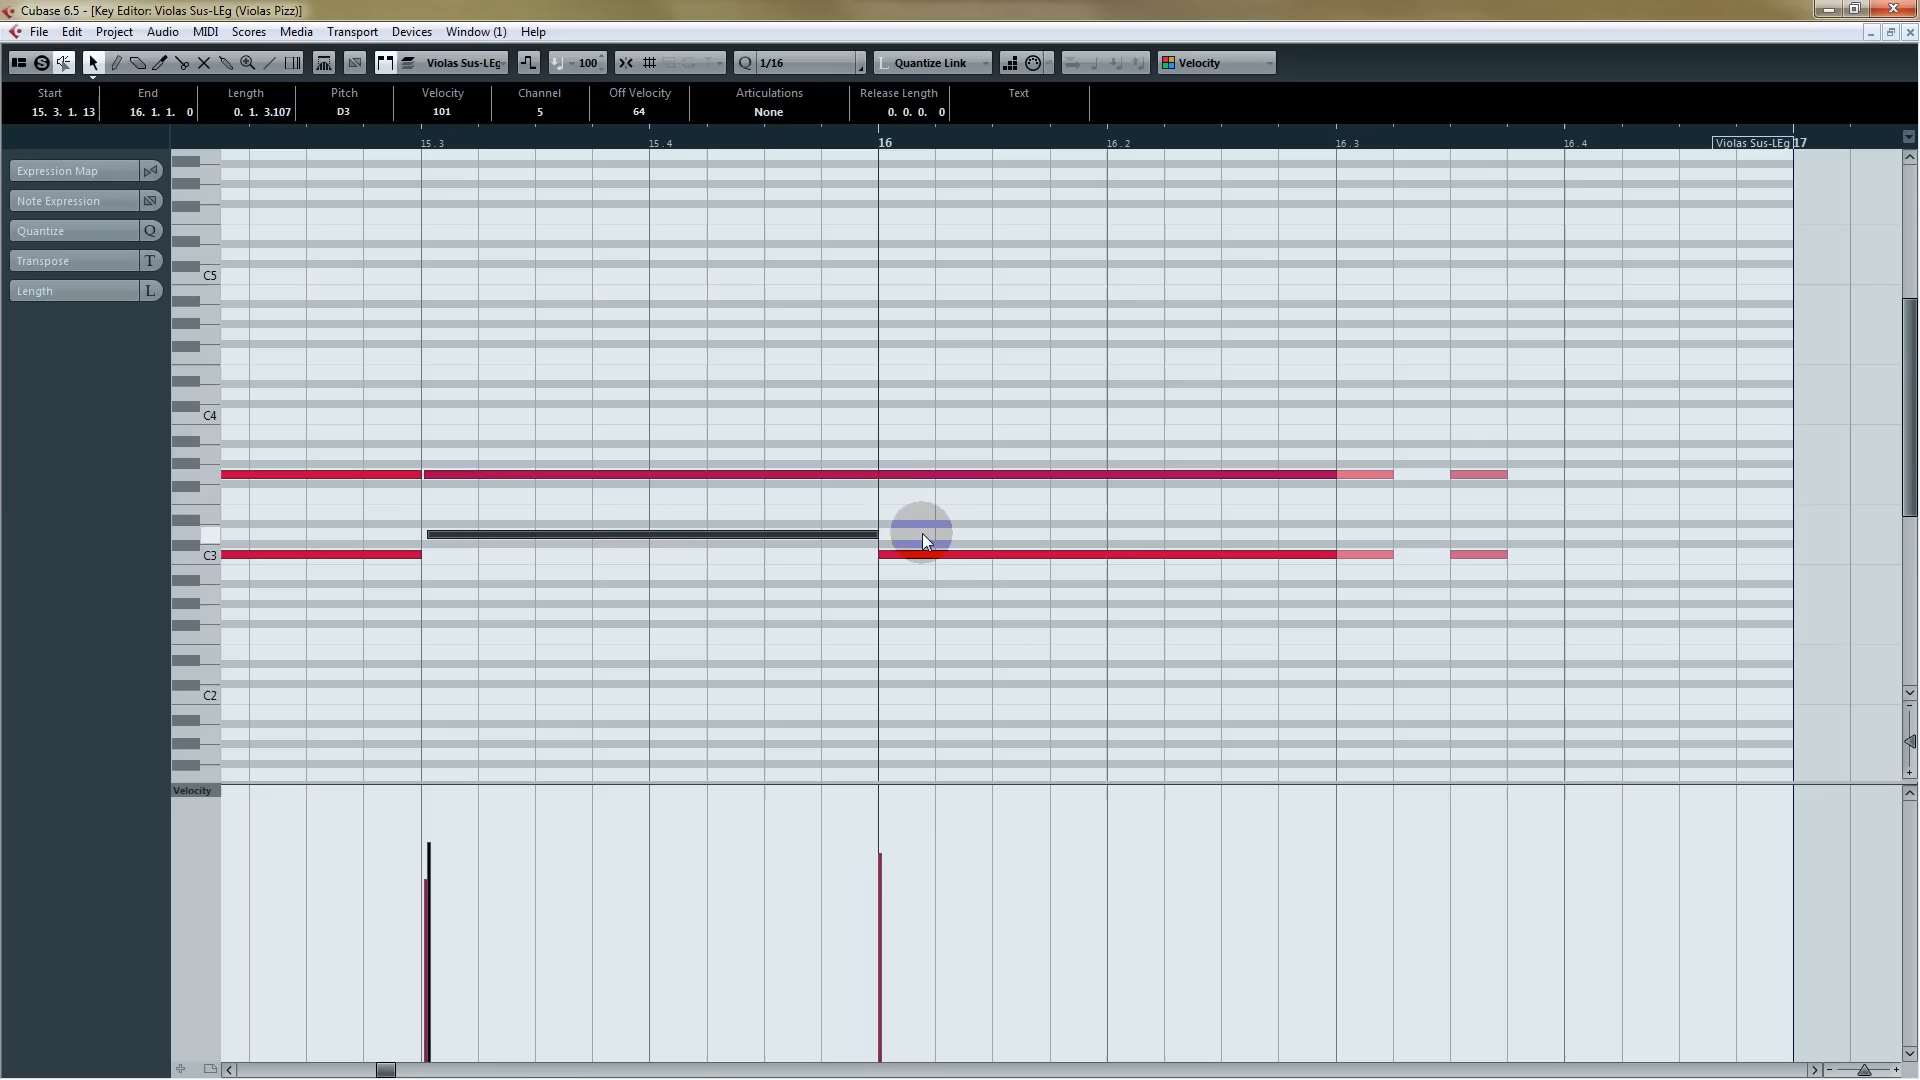 Cubase 6.5 - [Key Editor: Violas Sus-LEg (Violas Pizz)]
File Edit Project Audio MIDI Scores Media Transport Devices Window (1) Help
Violas Sus-LEg 100 Q 1/16 L Quantize Link Velocity
Start End Length Pitch Velocity Channel Off Velocity Articulations Release Length Text
15. 3. 1. 13 16. 1. 1. 0 0. 1. 3.107 D3 101 5 64 None 0. 0. 0. 0
15.3 15.4 16 16.2 16.3 16.4 Violas Sus-LEg 17
Expression Map
Note Expression
Quantize Q
Transpose T
Length L
C5
C4
C3
C2
Velocity